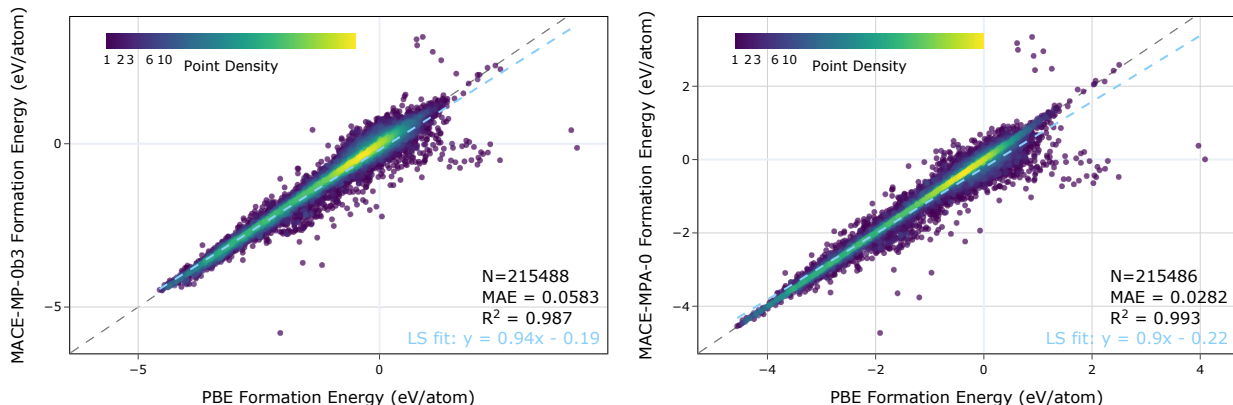 MACE-MP-0b3 Formation Energy (eV/atom)
0
−5
1 2 3 6 10
Point Density
N=215488
MAE = 0.0583
R² = 0.987
LS fit: y = 0.94x - 0.19
−5 0
PBE Formation Energy (eV/atom)
MACE-MPA-0 Formation Energy (eV/atom)
2
0
−2
−4
1 2 3 6 10
Point Density
N=215486
MAE = 0.0282
R² = 0.993
LS fit: y = 0.9x - 0.22
−4 −2 0 2 4
PBE Formation Energy (eV/atom)